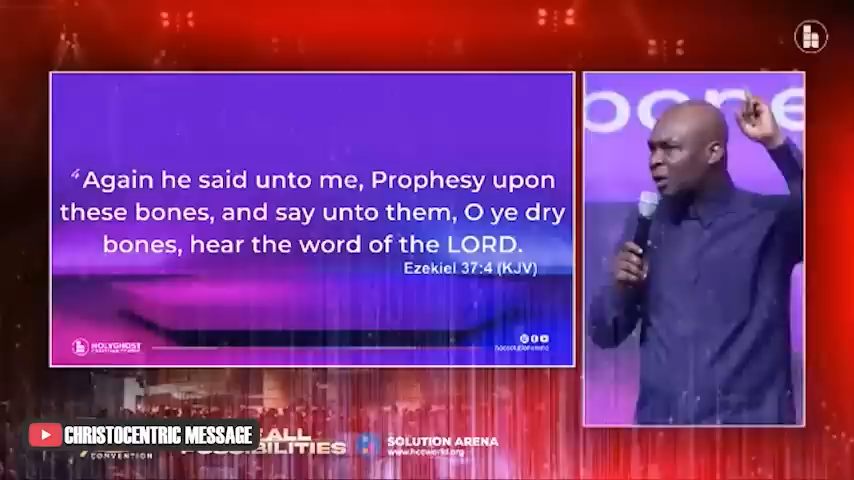 bone
4 Again he said unto me, Prophesy upon
these bones, and say unto them, O ye dry
bones, hear the word of the LORD.
Ezekiel 37:4 (KJV)
HOLYGHOST
CHRISTOCENTRIC MESSAGE
CONVENTION
ALL
POSSIBILITIES
SOLUTION ARENA
www.hccworld.org